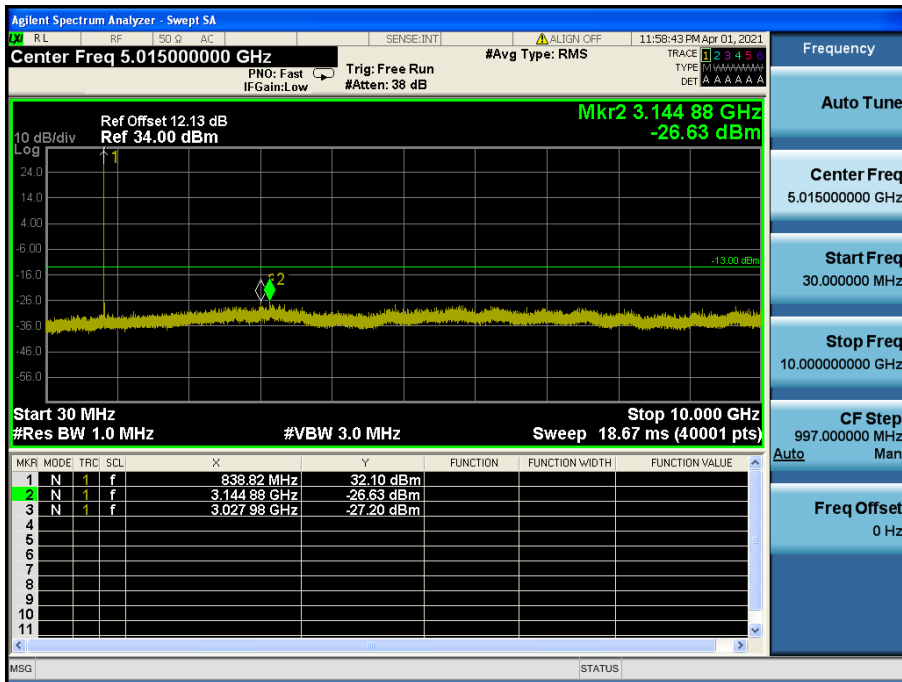 Agilent Spectrum Analyzer - Swept SA
LXI RL RF 50 Ω AC SENSE:INT ALIGN OFF 11:58:43 PM Apr 01, 2021
Center Freq 5.015000000 GHz #Avg Type: RMS TRACE 1 2 3 4 5 6
PNO: Fast Trig: Free Run TYPE MWWWWW
IFGain:Low #Atten: 38 dB DET A A A A A A
Frequency
Auto Tune
Center Freq
5.015000000 GHz
Start Freq
30.000000 MHz
Stop Freq
10.000000000 GHz
CF Step
997.000000 MHz
Auto Man
Freq Offset
0 Hz
Mkr2 3.144 88 GHz
-26.63 dBm
Ref Offset 12.13 dB
10 dB/div Ref 34.00 dBm
Log
1
24.0
14.0
4.00
-6.00
-13.00 dBm
-16.0
2
-26.0
-36.0
-46.0
-56.0
Start 30 MHz Stop 10.000 GHz
#Res BW 1.0 MHz #VBW 3.0 MHz Sweep 18.67 ms (40001 pts)
MKR MODE TRC SCL X Y FUNCTION FUNCTION WIDTH FUNCTION VALUE
1 N 1 f 838.82 MHz 32.10 dBm
2 N 1 f 3.144 88 GHz -26.63 dBm
3 N 1 f 3.027 98 GHz -27.20 dBm
4
5
6
7
8
9
10
11
MSG STATUS